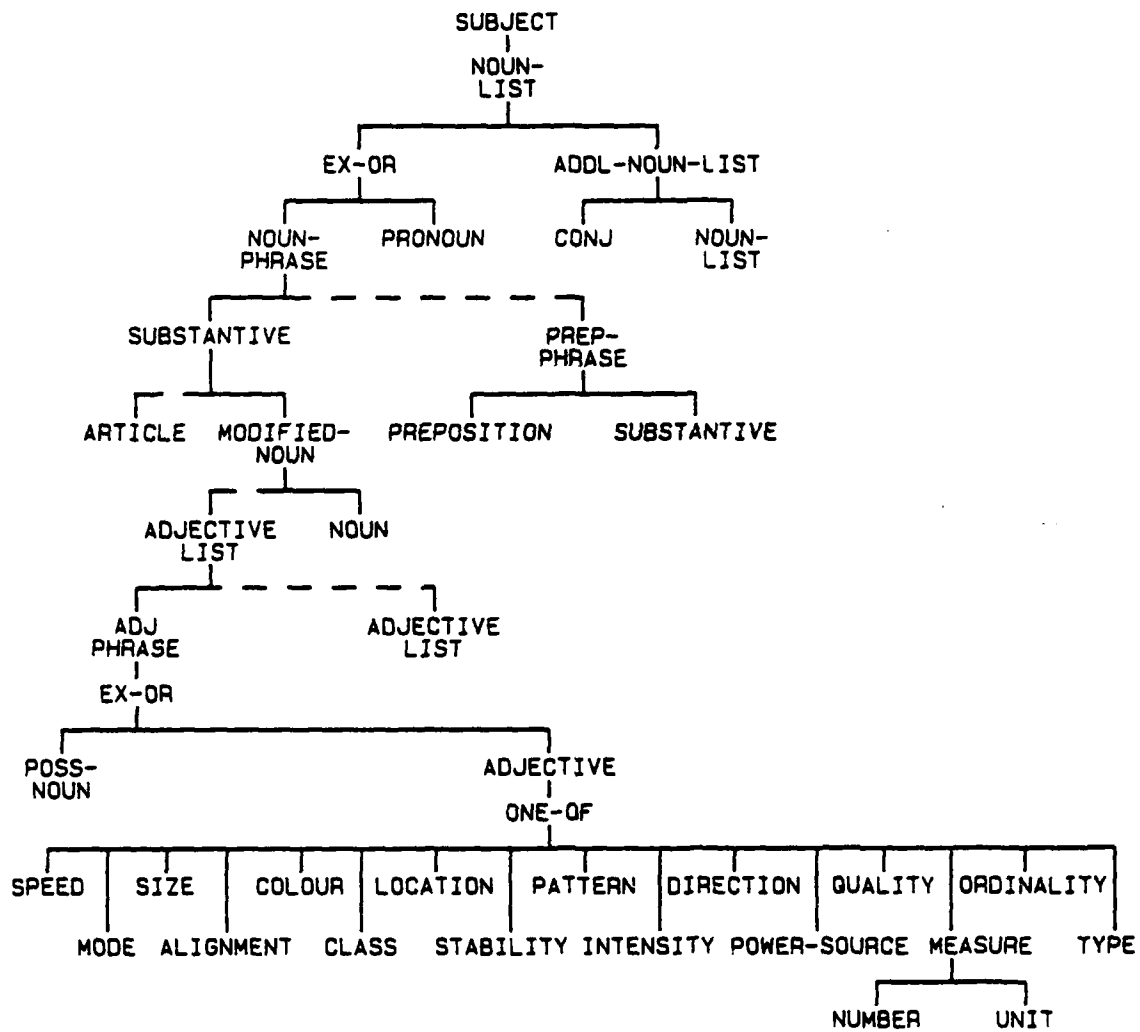 SUBJECT
NOUN-
LIST
EX-OR ADDL-NOUN-LIST
NOUN-
PHRASE
PRONOUN CONJ
NOUN-
LIST
SUBSTANTIVE
PREP-
PHRASE
ARTICLE
MODIFIED-
NOUN
PREPOSITION SUBSTANTIVE
ADJECTIVE
LIST
NOUN
ADJ
PHRASE
ADJECTIVE
LIST
EX-OR
POSS-
NOUN
ADJECTIVE
ONE-OF
SPEED SIZE COLOUR LOCATION PATTERN DIRECTION QUALITY ORDINALITY
MODE ALIGNMENT CLASS STABILITY INTENSITY POWER-SOURCE MEASURE TYPE
NUMBER UNIT